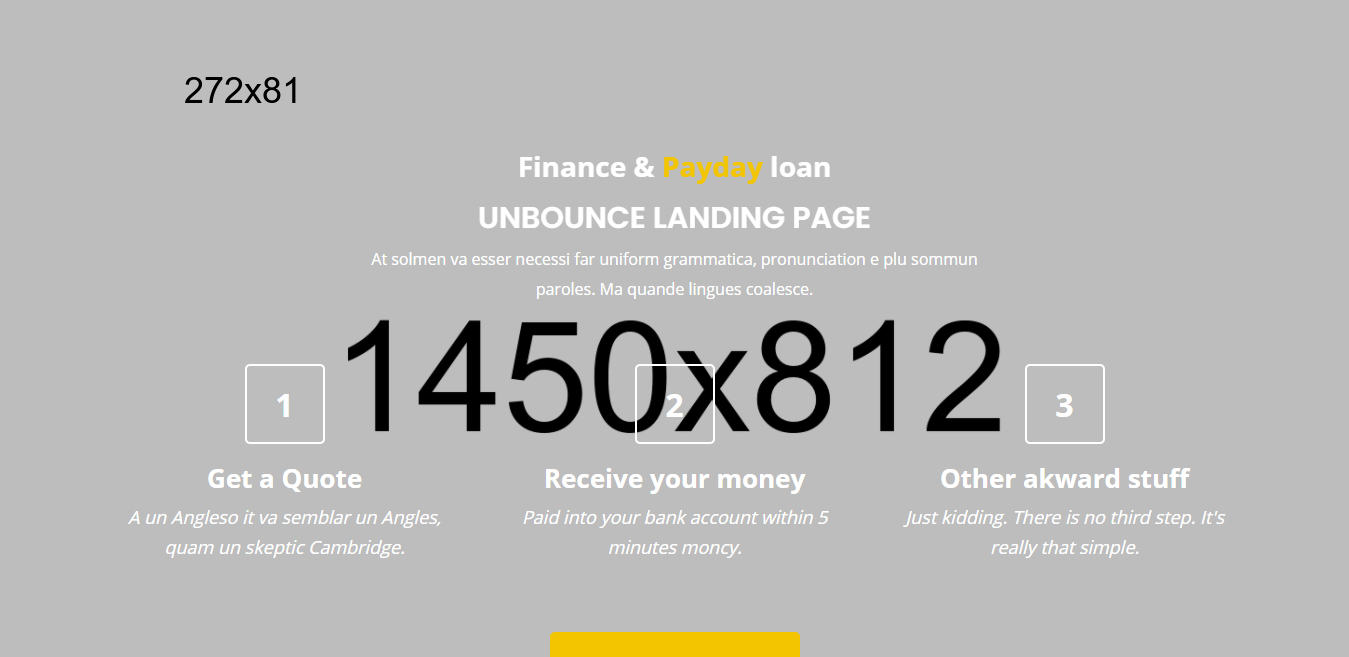 272x81
Finance & Payday loan
UNBOUNCE LANDING PAGE
At solmen va esser necessi far uniform grammatica, pronunciation e plu sommun
paroles. Ma quande lingues coalesce.
1450x812
1
2
3
Get a Quote
Receive your money
Other akward stuff
A un Angleso it va semblar un Angles,
quam un skeptic Cambridge.
Paid into your bank account within 5
minutes moncy.
Just kidding. There is no third step. It's
really that simple.